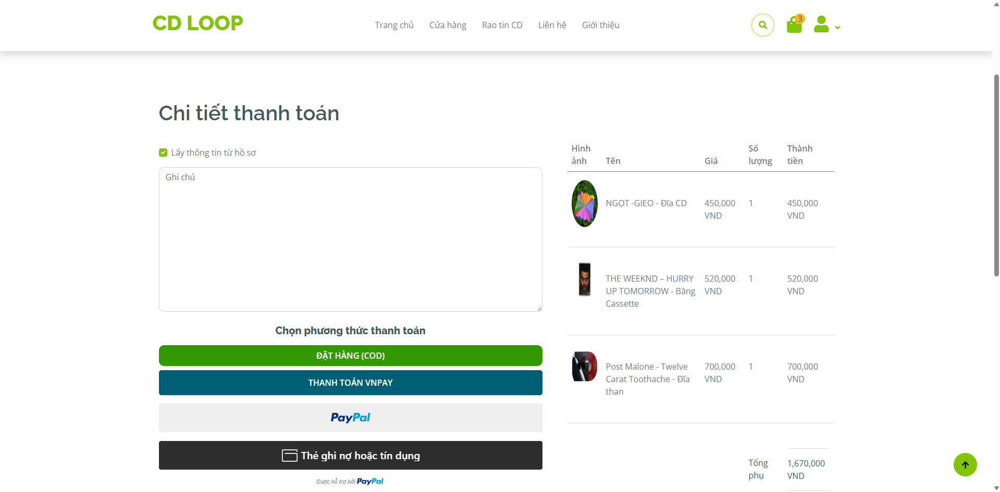 CD LOOP
Trang chủ
Cửa hàng
Rao tin CD
Liên hệ
Giới thiệu
3
Chi tiết thanh toán
Lấy thông tin từ hồ sơ
Ghi chú
Chọn phương thức thanh toán
ĐẶT HÀNG (COD)
THANH TOÁN VNPAY
PayPal
Thẻ ghi nợ hoặc tín dụng
Được hỗ trợ bởi PayPal
Hình
ảnh
Tên
Giá
Số
lượng
Thành
tiền
NGỌT -GIEO - Đĩa CD
450,000
VND
1
450,000
VND
THE WEEKND – HURRY
UP TOMORROW - Băng
Cassette
520,000
VND
1
520,000
VND
Post Malone - Twelve
Carat Toothache - Đĩa
than
700,000
VND
1
700,000
VND
Tổng
phụ
1,670,000
VND